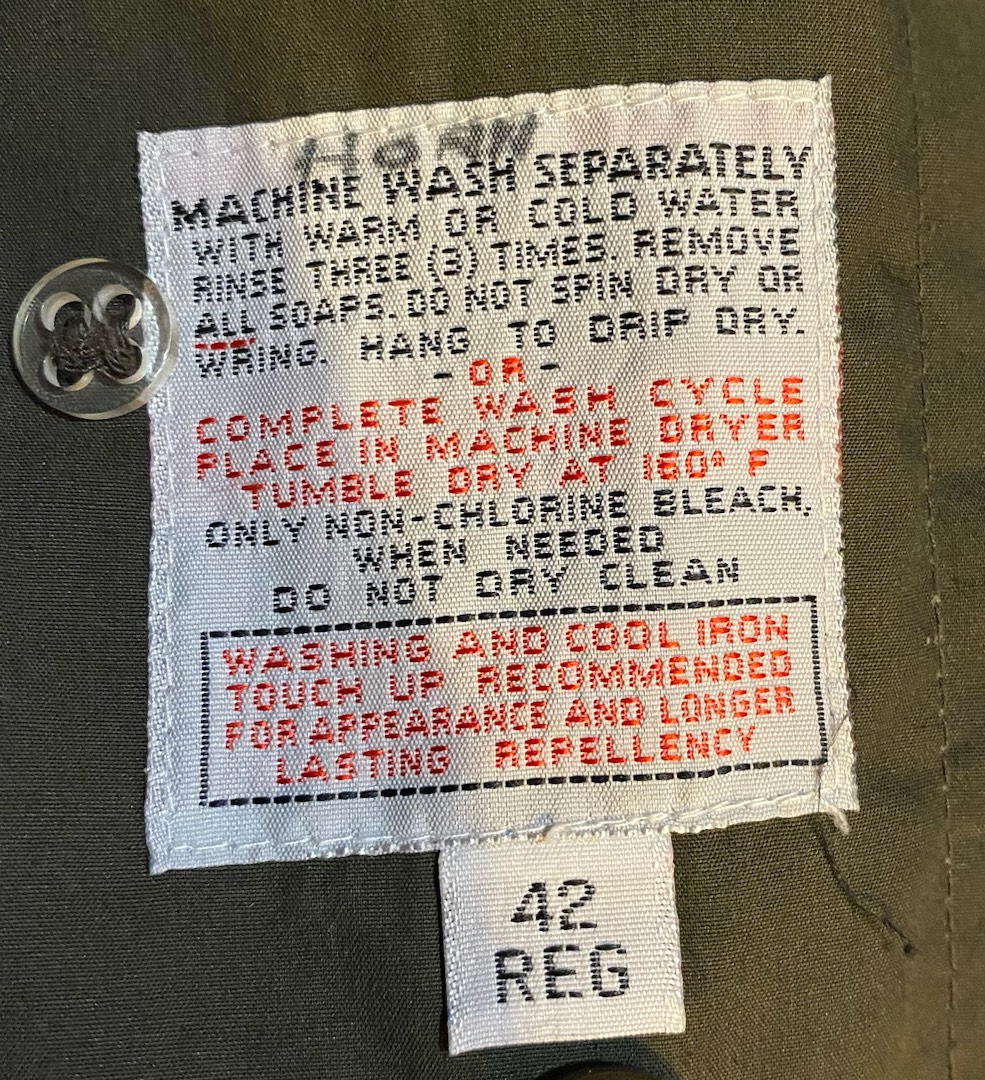 HORN
MACHINE WASH SEPARATELY
WITH WARM OR COLD WATER
RINSE THREE (3) TIMES. REMOVE
ALL SOAPS. DO NOT SPIN DRY OR
WRING. HANG TO DRIP DRY.
-OR-
COMPLETE WASH CYCLE
PLACE IN MACHINE DRYER
TUMBLE DRY AT 160° F
ONLY NON-CHLORINE BLEACH,
WHEN NEEDED
DO NOT DRY CLEAN
WASHING AND COOL IRON
TOUCH UP RECOMMENDED
FOR APPEARANCE AND LONGER
LASTING REPELLENCY
42
REG